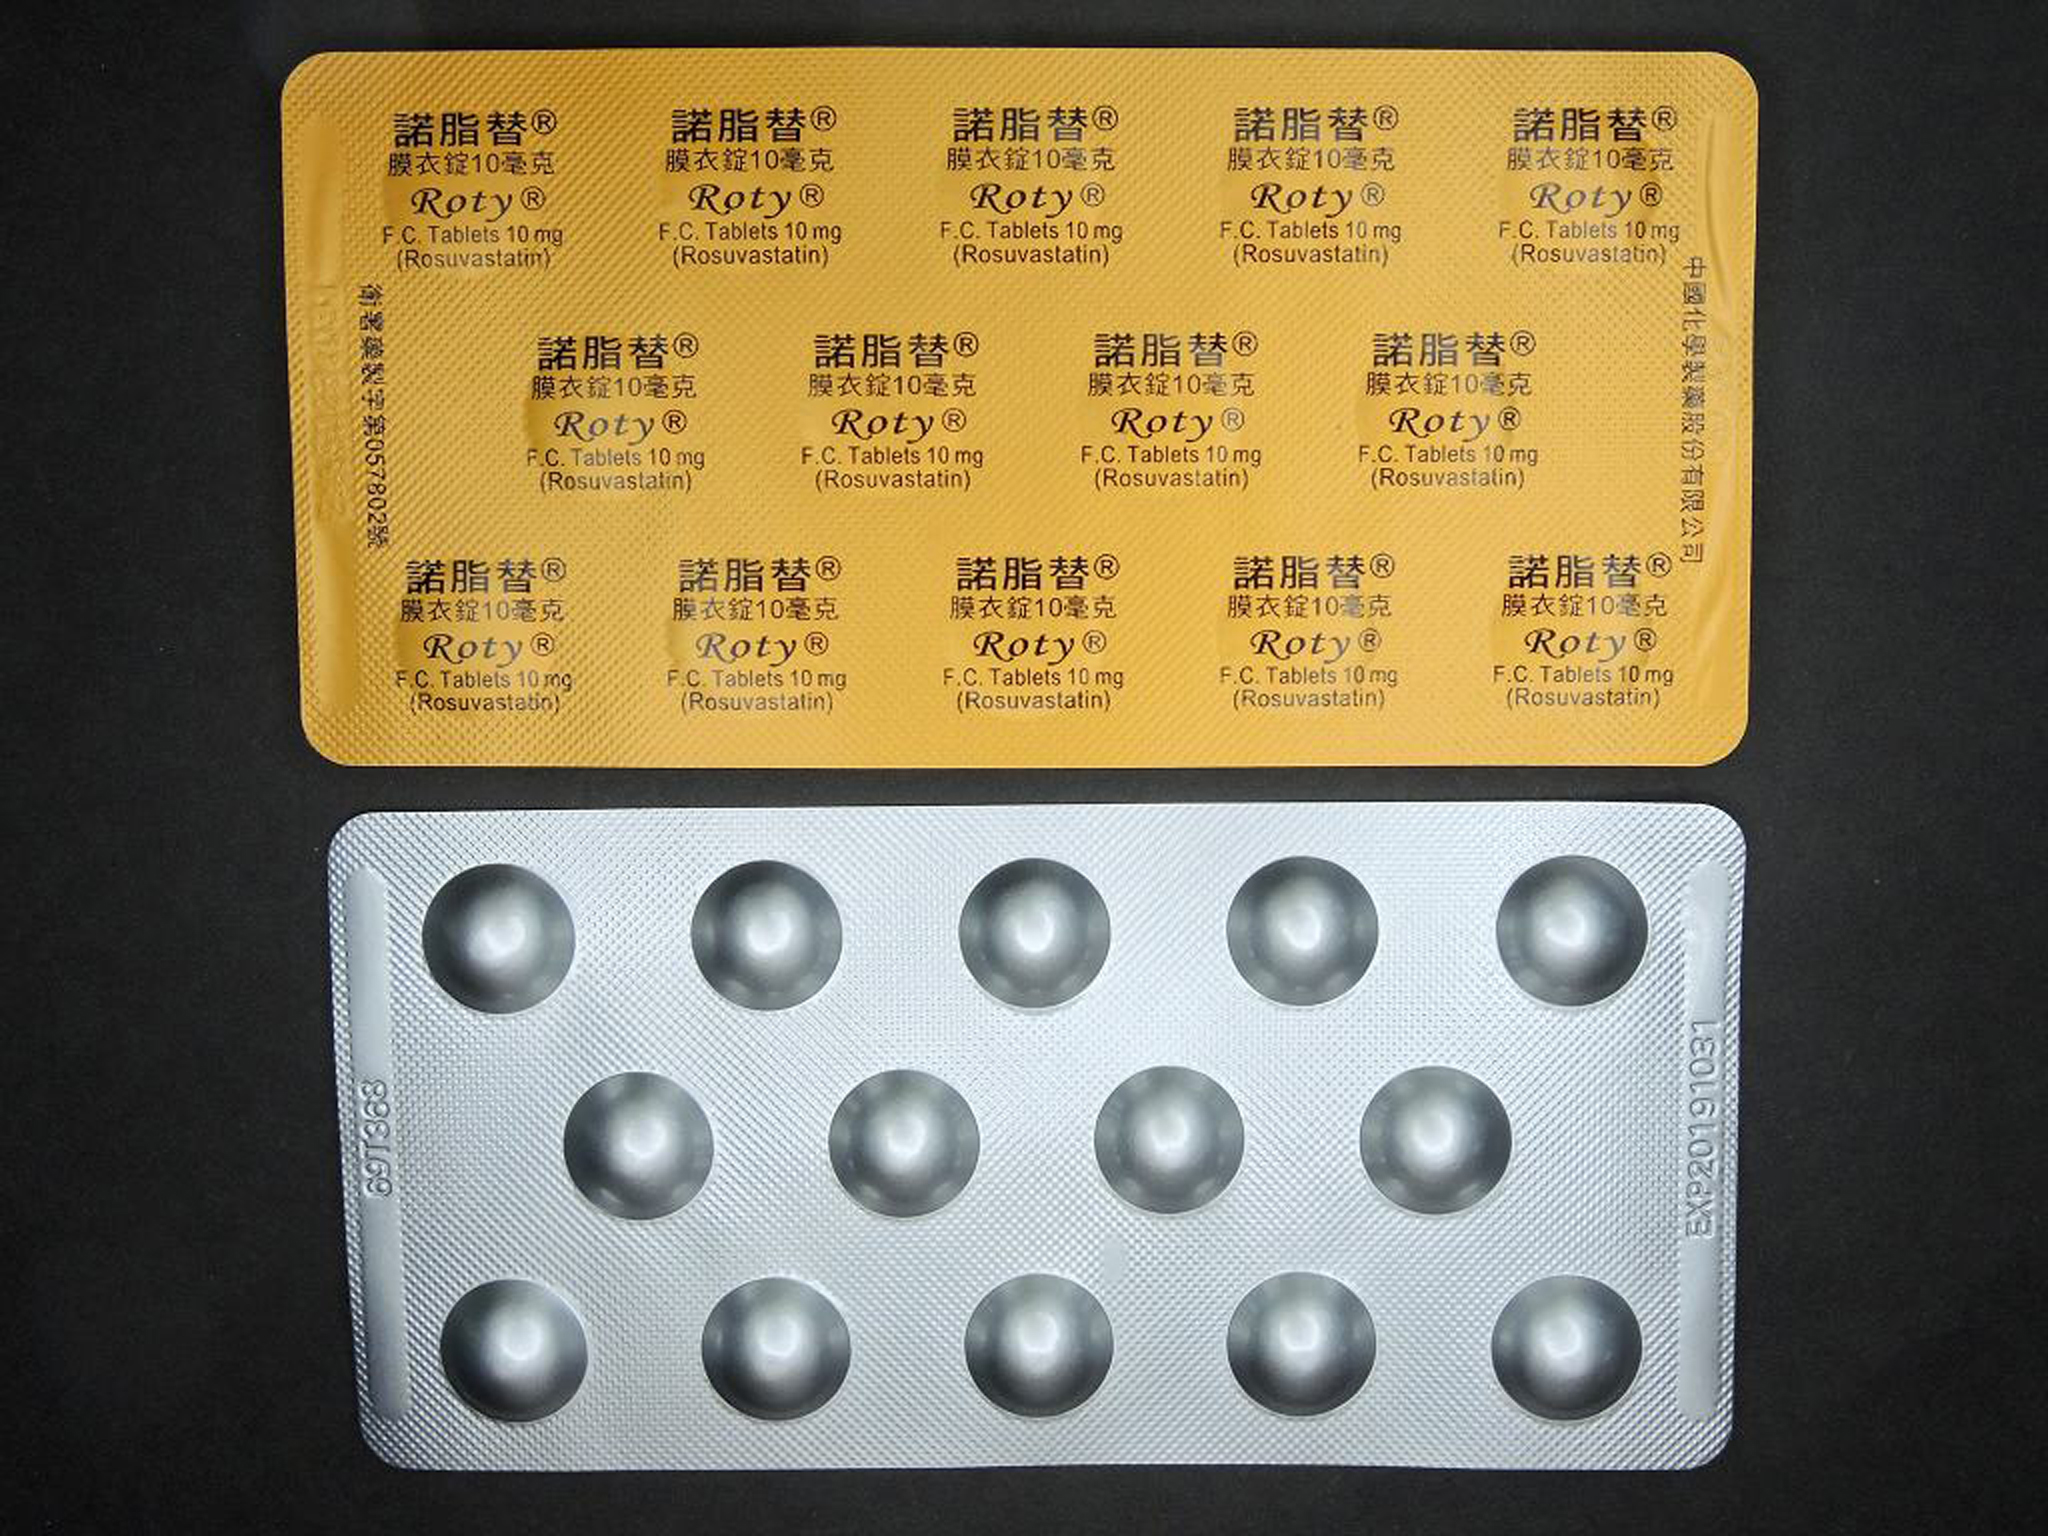 諾脂替®
膜衣錠10毫克
Roty®
F.C. Tablets 10 mg
(Rosuvastatin)
諾脂替®
膜衣錠10毫克
Roty®
F.C. Tablets 10 mg
(Rosuvastatin)
諾脂替®
膜衣錠10毫克
Roty®
F.C. Tablets 10 mg
(Rosuvastatin)
諾脂替®
膜衣錠10毫克
Roty®
F.C. Tablets 10 mg
(Rosuvastatin)
諾脂替®
膜衣錠10毫克
Roty®
F.C. Tablets 10 mg
(Rosuvastatin)
衛署藥製字第057802號
中國化學製藥股份有限公司
諾脂替®
膜衣錠10毫克
Roty®
F.C. Tablets 10 mg
(Rosuvastatin)
諾脂替®
膜衣錠10毫克
Roty®
F.C. Tablets 10 mg
(Rosuvastatin)
諾脂替®
膜衣錠10毫克
Roty®
F.C. Tablets 10 mg
(Rosuvastatin)
諾脂替®
膜衣錠10毫克
Roty®
F.C. Tablets 10 mg
(Rosuvastatin)
諾脂替®
膜衣錠10毫克
Roty®
F.C. Tablets 10 mg
(Rosuvastatin)
諾脂替®
膜衣錠10毫克
Roty®
F.C. Tablets 10 mg
(Rosuvastatin)
諾脂替®
膜衣錠10毫克
Roty®
F.C. Tablets 10 mg
(Rosuvastatin)
諾脂替®
膜衣錠10毫克
Roty®
F.C. Tablets 10 mg
(Rosuvastatin)
諾脂替®
膜衣錠10毫克
Roty®
F.C. Tablets 10 mg
(Rosuvastatin)
69T368
EXP20191031